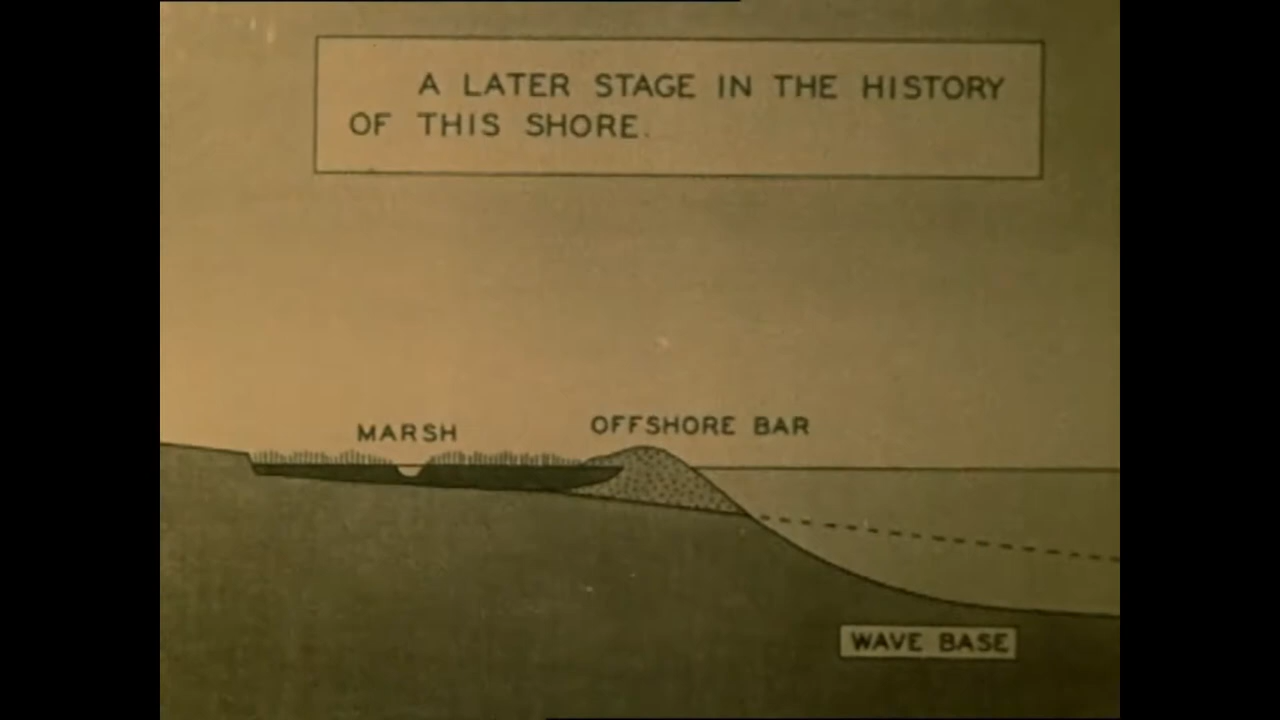 A LATER STAGE IN THE HISTORY
OF THIS SHORE.
MARSH
OFFSHORE BAR
WAVE BASE